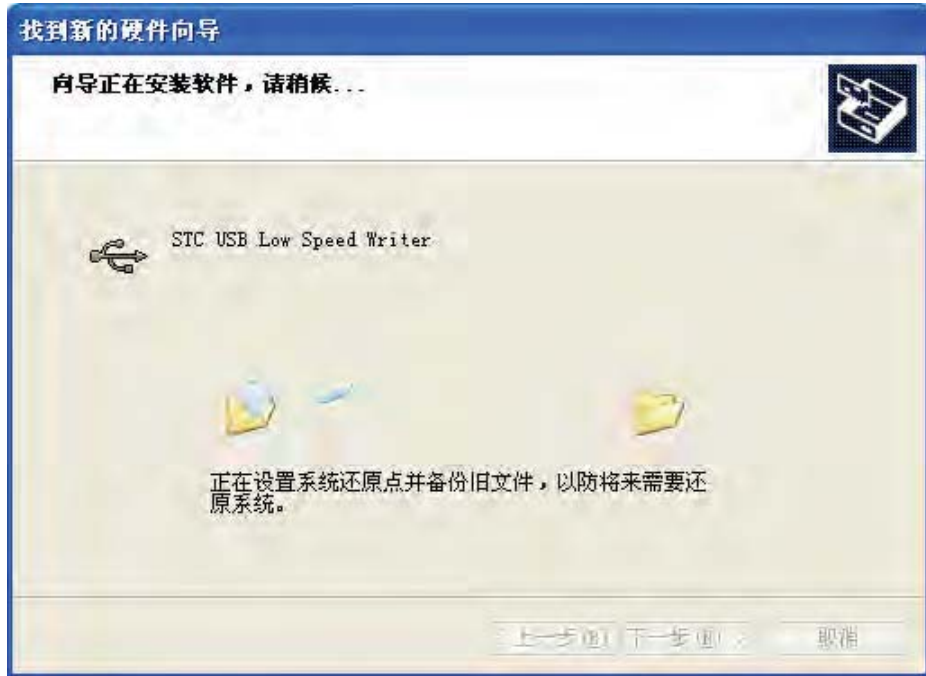 找到新的硬件向导
向导正在安装软件，请稍候...
STC USB Low Speed Writer
正在设置系统还原点并备份旧文件，以防将来需要还
原系统。
上一步(B) 下一步(N) > 取消